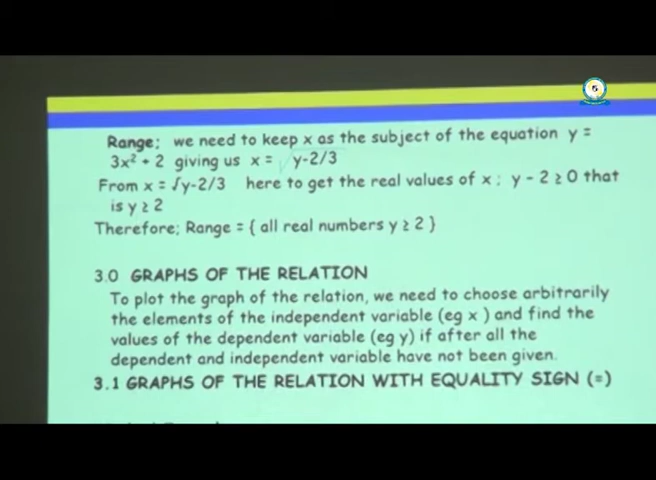 Range; we need to keep x as the subject of the equation y =
3x² + 2 giving us x = √y-2/3
From x = √y-2/3 here to get the real values of x ; y - 2 ≥ 0 that
is y ≥ 2
Therefore; Range = { all real numbers y ≥ 2 }
3.0 GRAPHS OF THE RELATION
To plot the graph of the relation, we need to choose arbitrarily
the elements of the independent variable (eg x ) and find the
values of the dependent variable (eg y) if after all the
dependent and independent variable have not been given.
3.1 GRAPHS OF THE RELATION WITH EQUALITY SIGN (=)